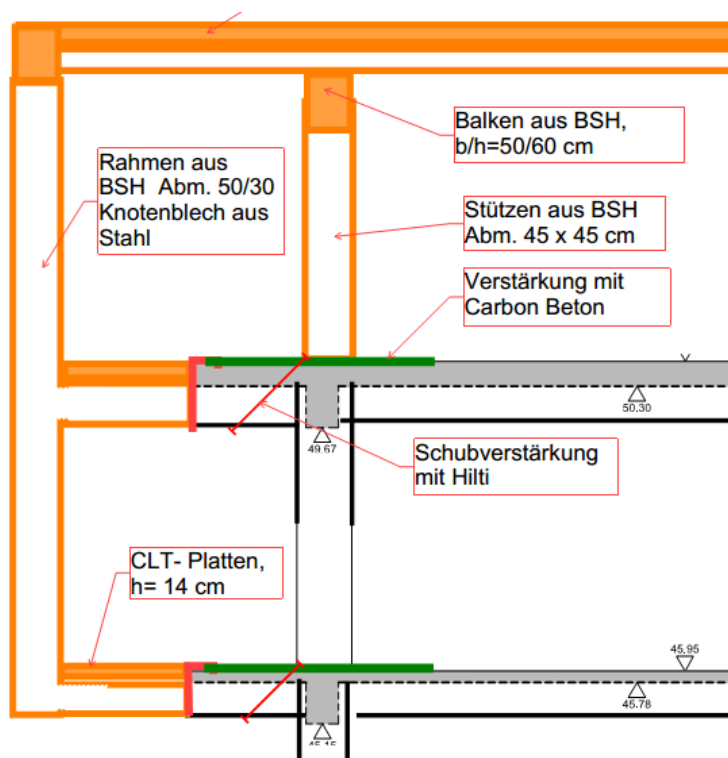 Balken aus BSH,
b/h=50/60 cm
Rahmen aus
BSH Abm. 50/30
Knotenblech aus
Stahl
Stützen aus BSH
Abm. 45 x 45 cm
Verstärkung mit
Carbon Beton
50.30
49.67
Schubverstärkung
mit Hilti
CLT- Platten,
h= 14 cm
45.95
45.78
45.15